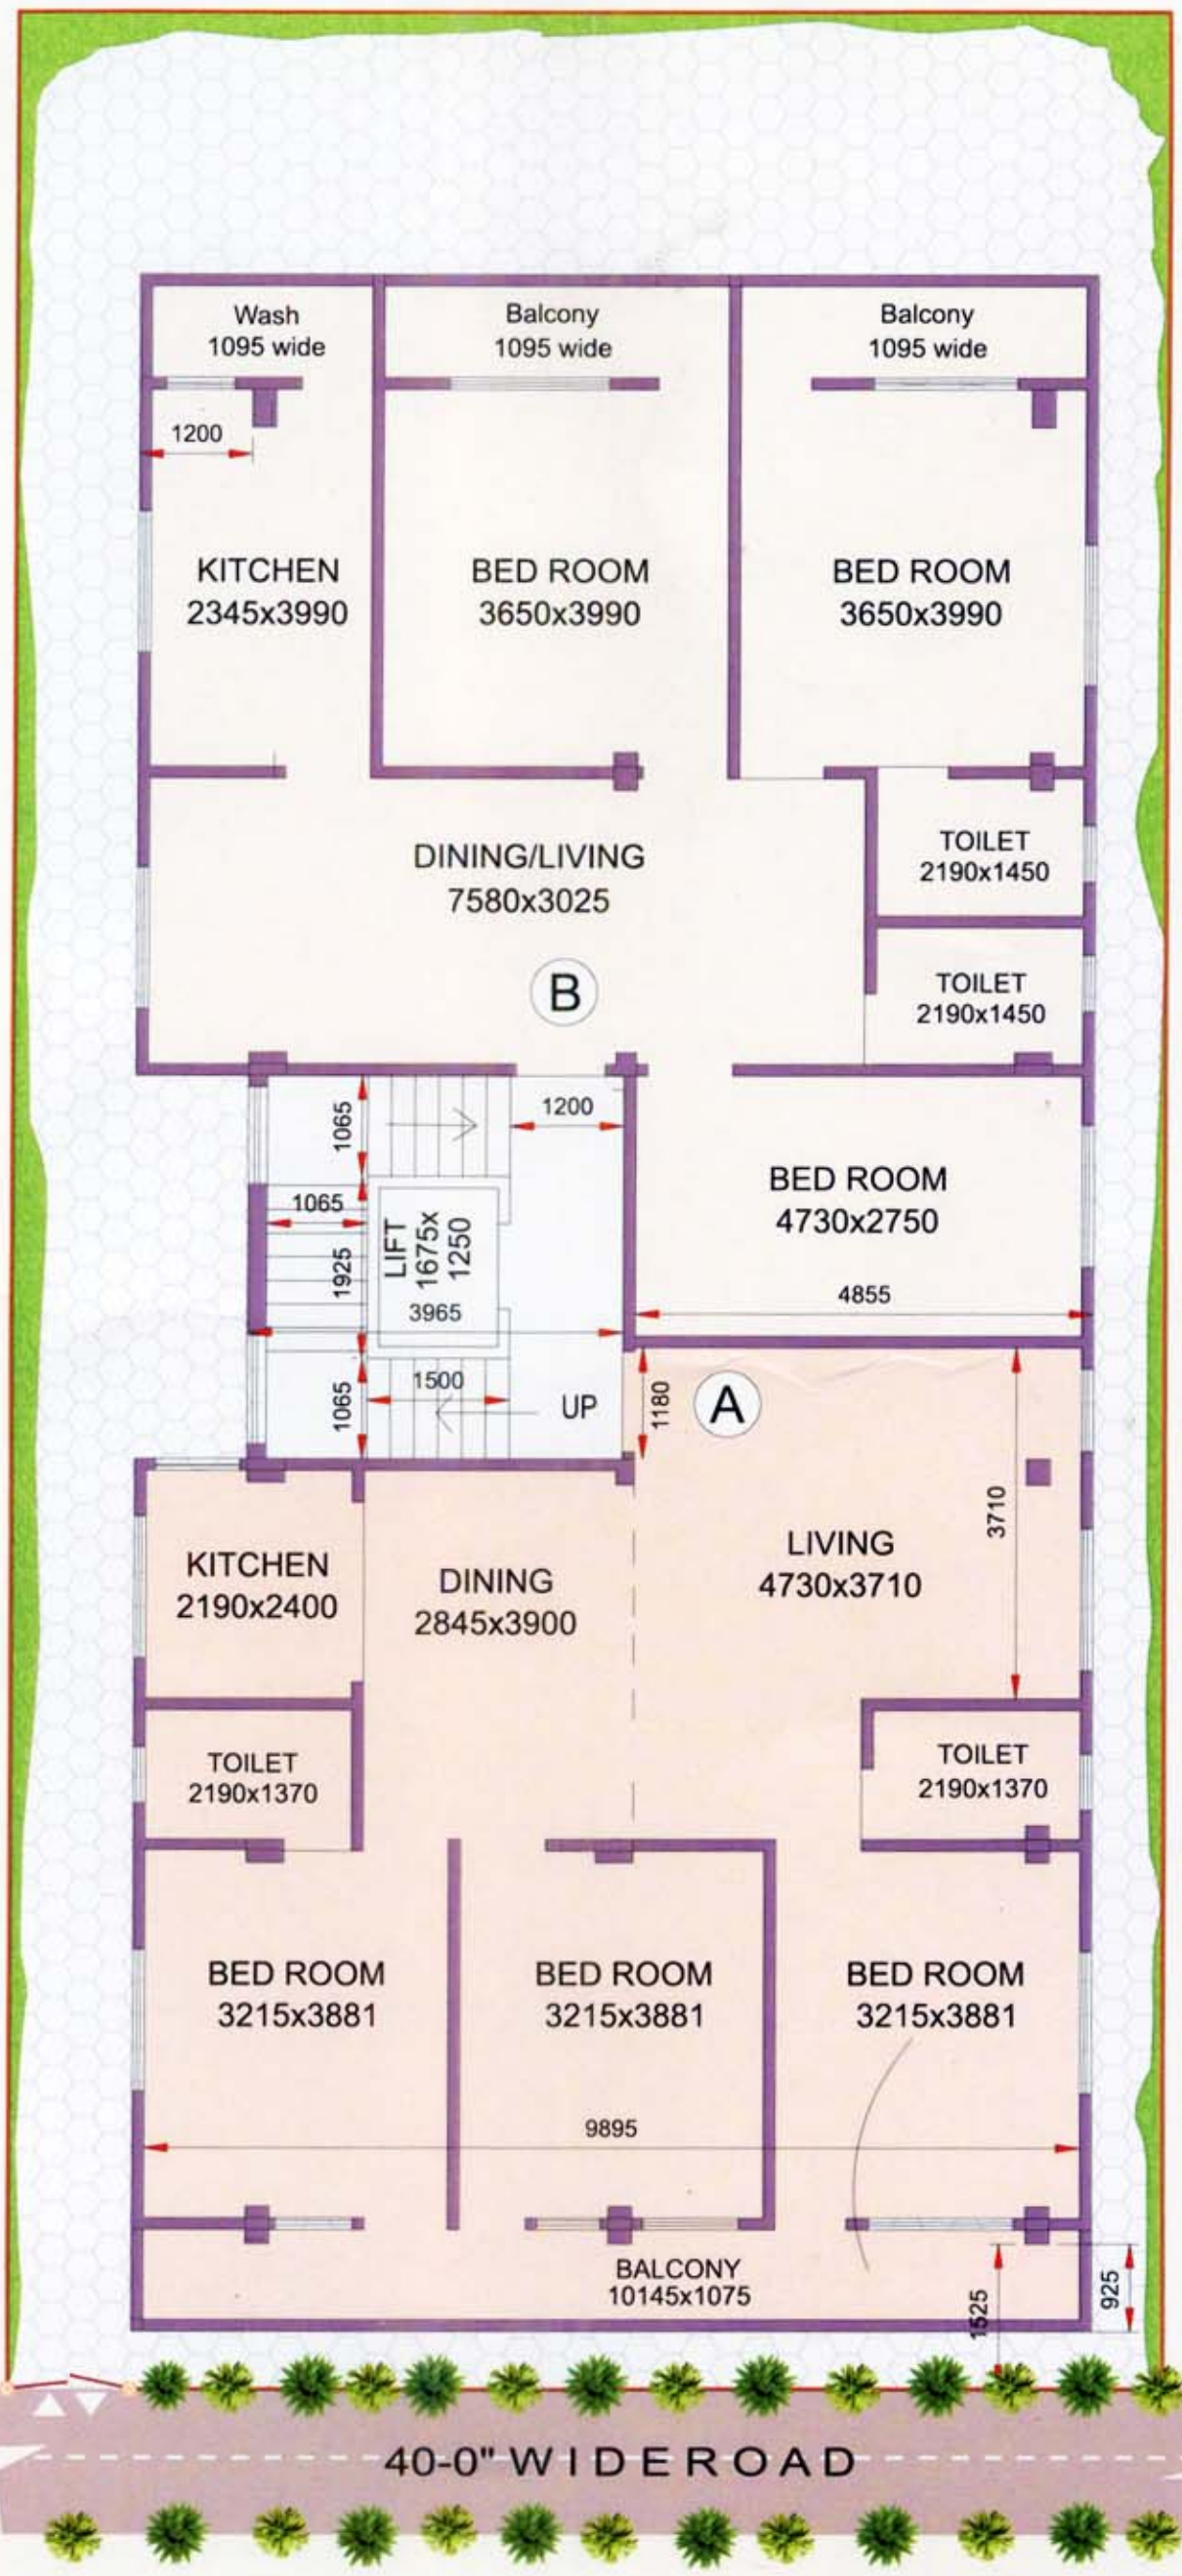 Wash
1095 wide
Balcony
1095 wide
Balcony
1095 wide
1200
KITCHEN
2345x3990
BED ROOM
3650x3990
BED ROOM
3650x3990
DINING/LIVING
7580x3025
TOILET
2190x1450
B
TOILET
2190x1450
1065
1200
BED ROOM
4730x2750
1065
1925
LIFT
1675x
1250
3965
4855
1065
1500
UP
1180
A
3710
KITCHEN
2190x2400
DINING
2845x3900
LIVING
4730x3710
TOILET
2190x1370
TOILET
2190x1370
BED ROOM
3215x3881
BED ROOM
3215x3881
BED ROOM
3215x3881
9895
BALCONY
10145x1075
1525
925
40-0" WIDEROAD